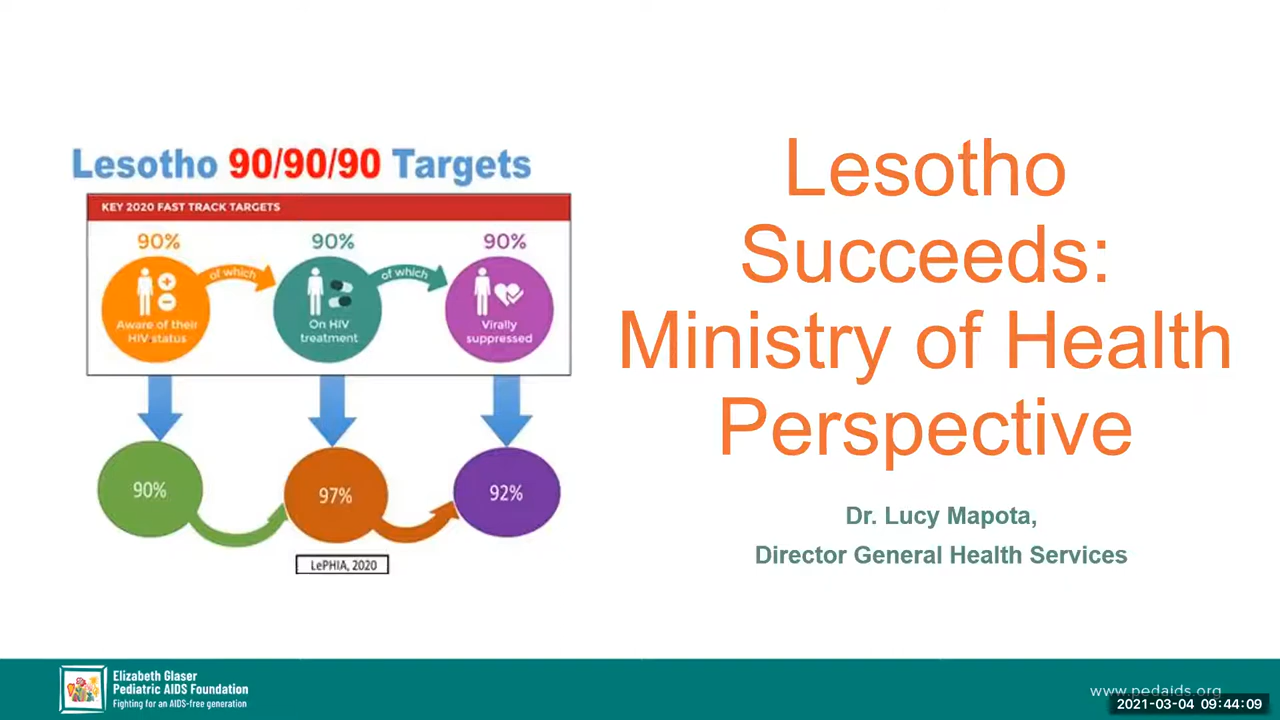 Lesotho 90/90/90 Targets
KEY 2020 FAST TRACK TARGETS
90%
90%
90%
of which
of which
Aware of their
HIV status
On HIV
treatment
Virally
suppressed
90%
97%
92%
LePHIA, 2020
Lesotho
Succeeds:
Ministry of Health
Perspective
Dr. Lucy Mapota,
Director General Health Services
Elizabeth Glaser
Pediatric AIDS Foundation
Fighting for an AIDS-free generation
www.pedaids.org
2021-03-04 09:44:09